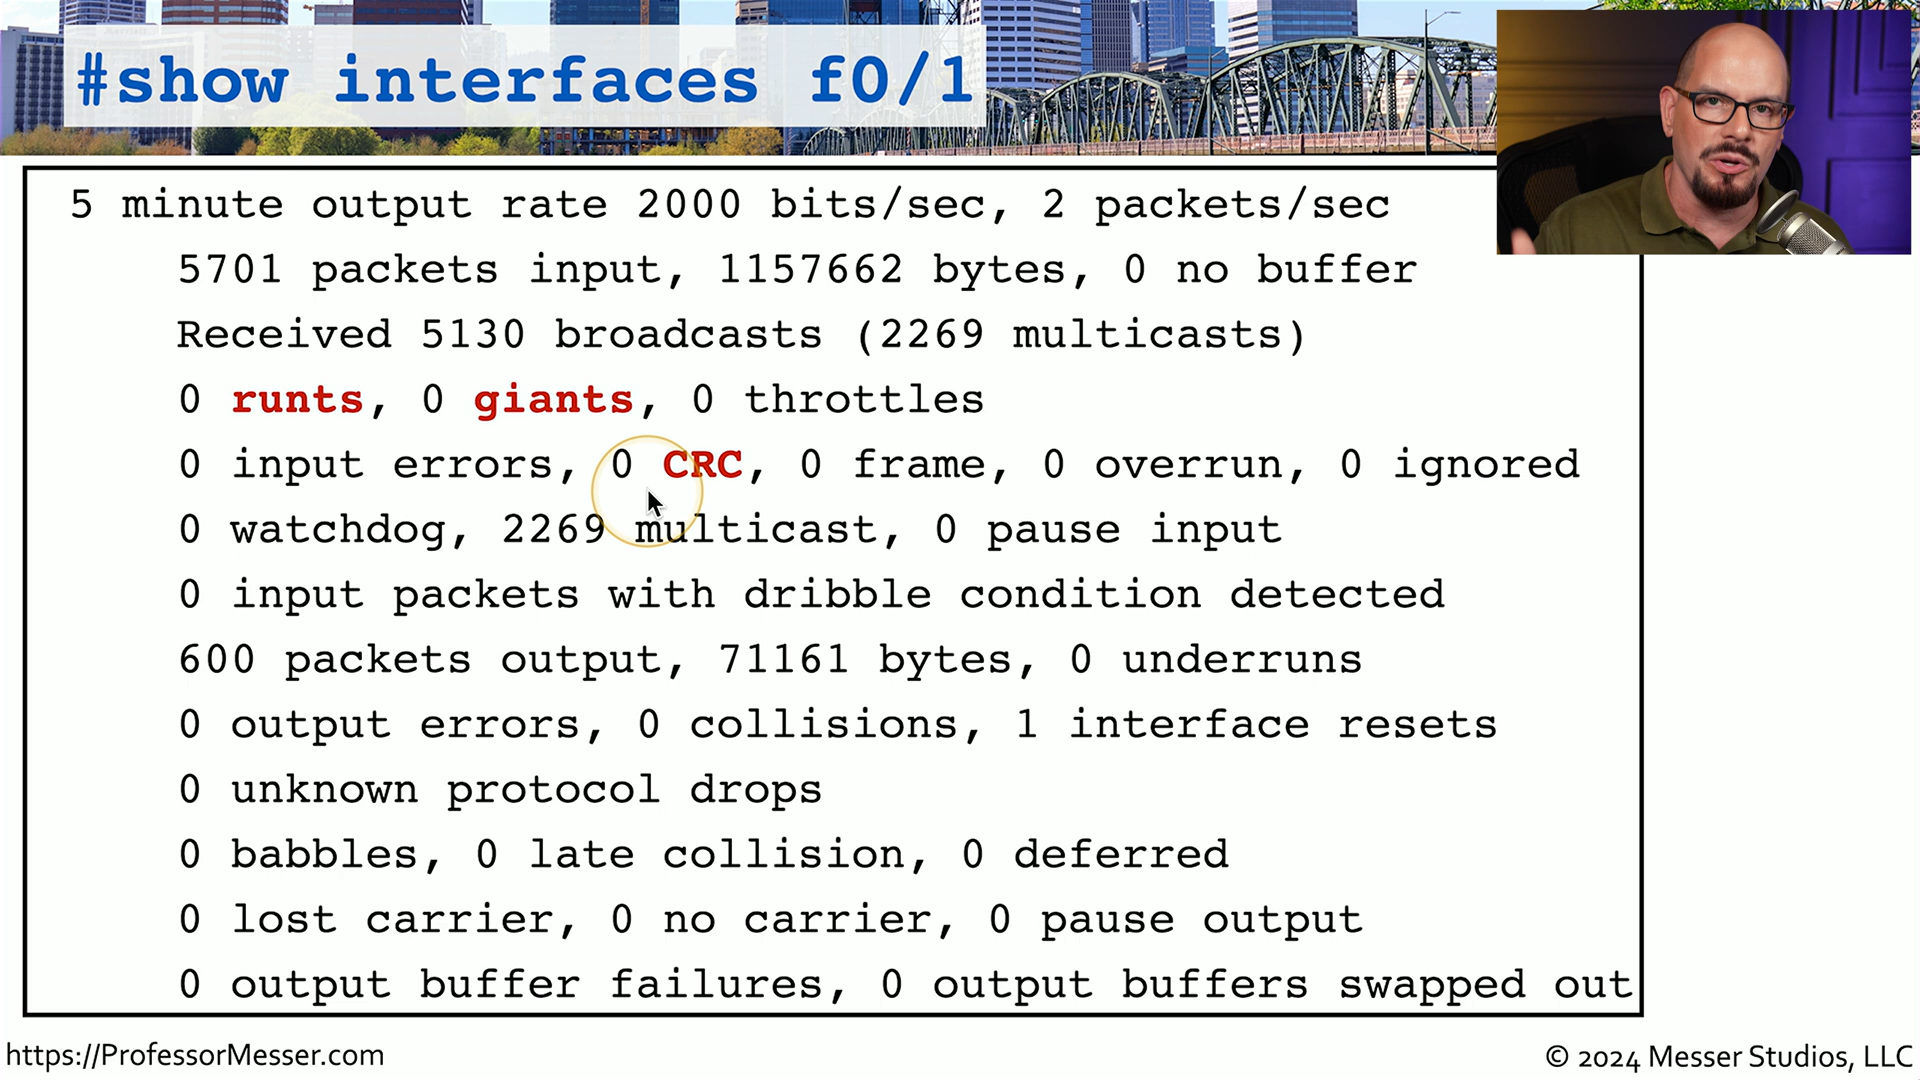 #show interfaces f0/1
5 minute output rate 2000 bits/sec, 2 packets/sec
5701 packets input, 1157662 bytes, 0 no buffer
Received 5130 broadcasts (2269 multicasts)
0 runts, 0 giants, 0 throttles
0 input errors, 0 CRC, 0 frame, 0 overrun, 0 ignored
0 watchdog, 2269 multicast, 0 pause input
0 input packets with dribble condition detected
600 packets output, 71161 bytes, 0 underruns
0 output errors, 0 collisions, 1 interface resets
0 unknown protocol drops
0 babbles, 0 late collision, 0 deferred
0 lost carrier, 0 no carrier, 0 pause output
0 output buffer failures, 0 output buffers swapped out
https://ProfessorMesser.com
© 2024 Messer Studios, LLC